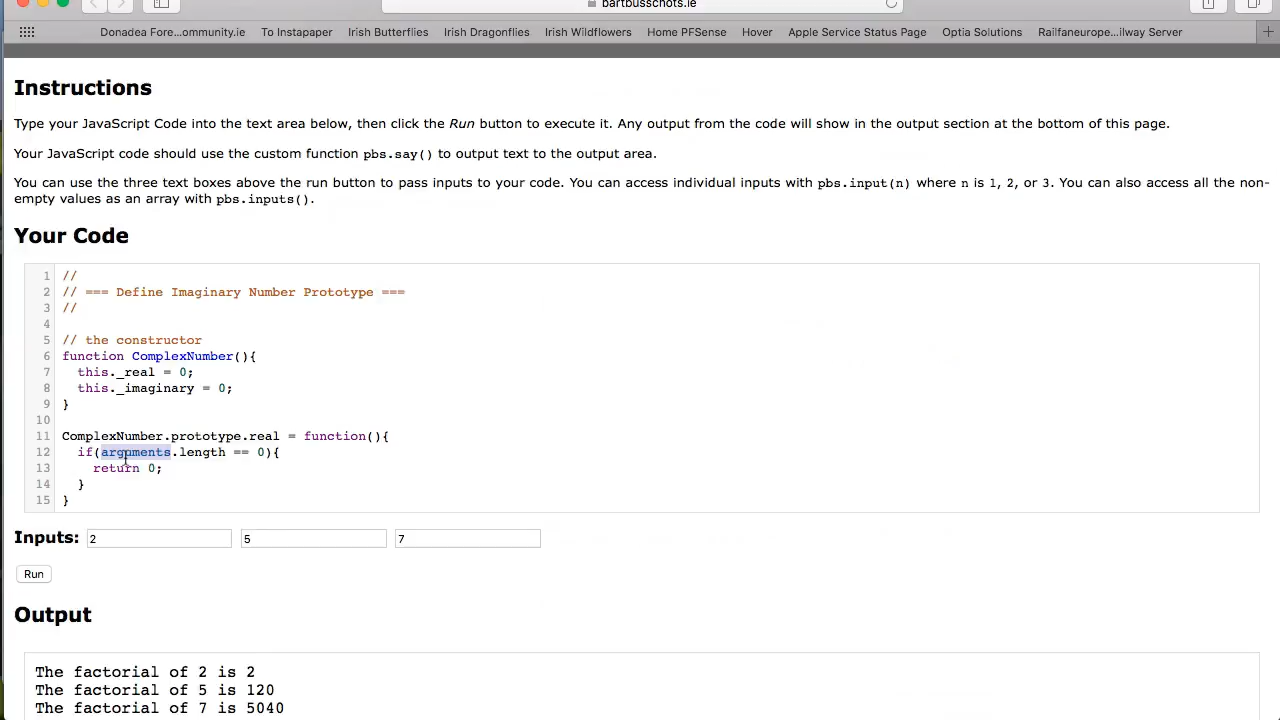 bartbusschots.ie
Donadea Fore...ommunity.ie To Instapaper Irish Butterflies Irish Dragonflies Irish Wildflowers Home PFSense Hover Apple Service Status Page Optia Solutions Railfaneurope...ilway Server
Instructions
Type your JavaScript Code into the text area below, then click the Run button to execute it. Any output from the code will show in the output section at the bottom of this page.
Your JavaScript code should use the custom function pbs.say() to output text to the output area.
You can use the three text boxes above the run button to pass inputs to your code. You can access individual inputs with pbs.input(n) where n is 1, 2, or 3. You can also access all the non-
empty values as an array with pbs.inputs().
Your Code
1 //
2 // === Define Imaginary Number Prototype ===
3 //
4
5 // the constructor
6 function ComplexNumber(){
7 this._real = 0;
8 this._imaginary = 0;
9 }
10
11 ComplexNumber.prototype.real = function(){
12 if(arguments.length == 0){
13 return 0;
14 }
15 }
Inputs: 2 5 7
Run
Output
The factorial of 2 is 2
The factorial of 5 is 120
The factorial of 7 is 5040